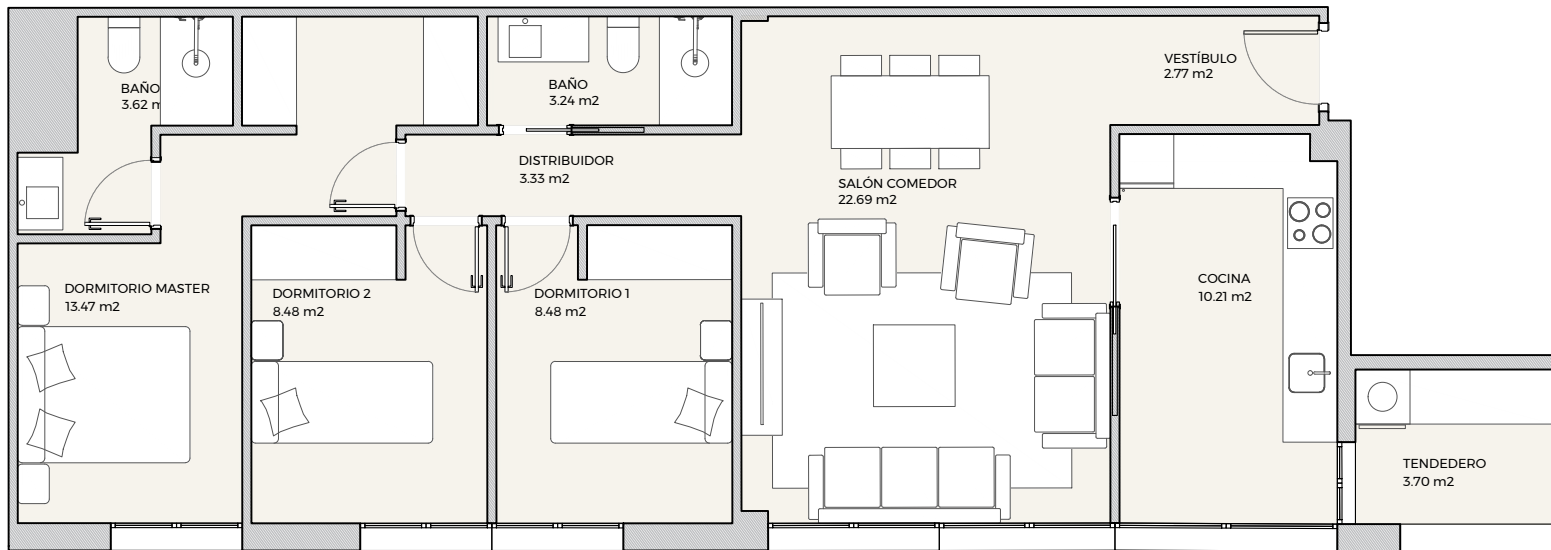 BAÑO
3.62 m
BAÑO
3.24 m2
VESTÍBULO
2.77 m2
DISTRIBUIDOR
3.33 m2
SALÓN COMEDOR
22.69 m2
DORMITORIO MASTER
13.47 m2
DORMITORIO 2
8.48 m2
DORMITORIO 1
8.48 m2
COCINA
10.21 m2
TENDEDERO
3.70 m2